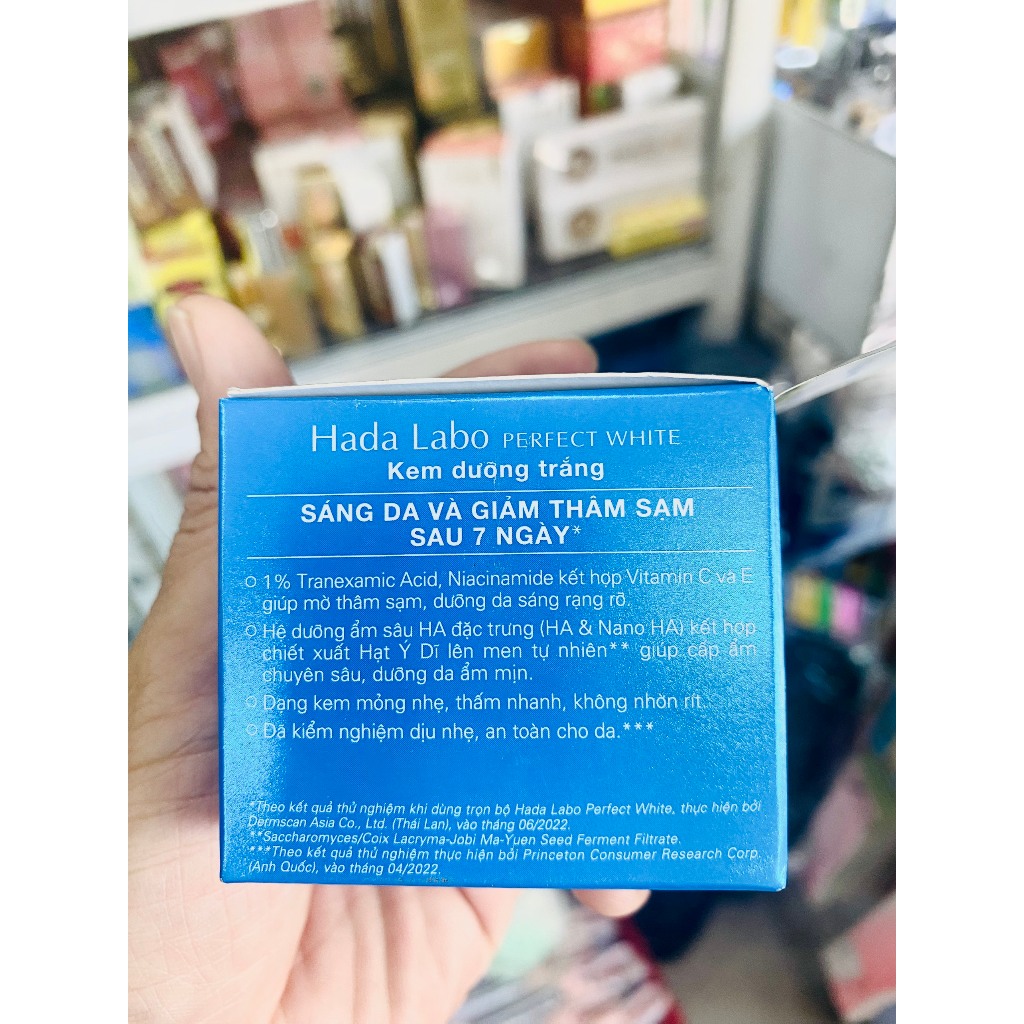 Hada Labo PERFECT WHITE
Kem dưỡng trắng
SÁNG DA VÀ GIẢM THÂM SẠM
SAU 7 NGÀY*
1% Tranexamic Acid, Niacinamide kết hợp Vitamin C và E
giúp mờ thâm sạm, dưỡng da sáng rạng rỡ.
Hệ dưỡng ẩm sâu HA đặc trưng (HA & Nano HA) kết hợp
chiết xuất Hạt Ý Dĩ lên men tự nhiên** giúp cấp ẩm
chuyên sâu, dưỡng da ẩm mịn.
Dạng kem mỏng nhẹ, thấm nhanh, không nhờn rít.
Đã kiểm nghiệm dịu nhẹ, an toàn cho da.***
*Theo kết quả thử nghiệm khi dùng trọn bộ Hada Labo Perfect White, thực hiện bởi
Dermscan Asia Co., Ltd. (Thái Lan), vào tháng 06/2022.
**Saccharomyces/Coix Lacryma-Jobi Ma-Yuen Seed Ferment Filtrate.
***Theo kết quả thử nghiệm thực hiện bởi Princeton Consumer Research Corp.
(Anh Quốc), vào tháng 04/2022.